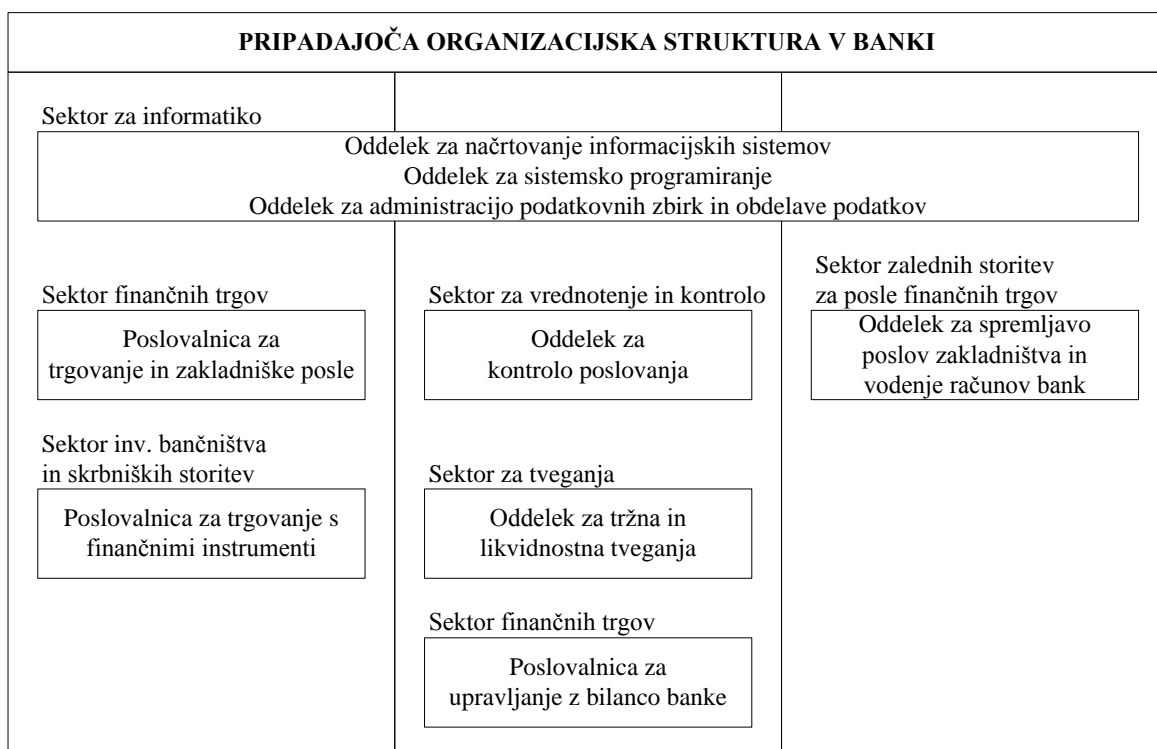 PRIPADAJOČA ORGANIZACIJSKA STRUKTURA V BANKI
Sektor za informatiko
Oddelek za načrtovanje informacijskih sistemov
Oddelek za sistemsko programiranje
Oddelek za administracijo podatkovnih zbirk in obdelave podatkov
Sektor finančnih trgov
Poslovalnica za
trgovanje in zakladniške posle
Sektor inv. bančništva
in skrbniških storitev
Poslovalnica za trgovanje s
finančnimi instrumenti
Sektor za vrednotenje in kontrolo
Oddelek za
kontrolo poslovanja
Sektor za tveganja
Oddelek za tržna in
likvidnostna tveganja
Sektor finančnih trgov
Poslovalnica za
upravljanje z bilanco banke
Sektor zalednih storitev
za posle finančnih trgov
Oddelek za spremljavo
poslov zakladništva in
vodenje računov bank